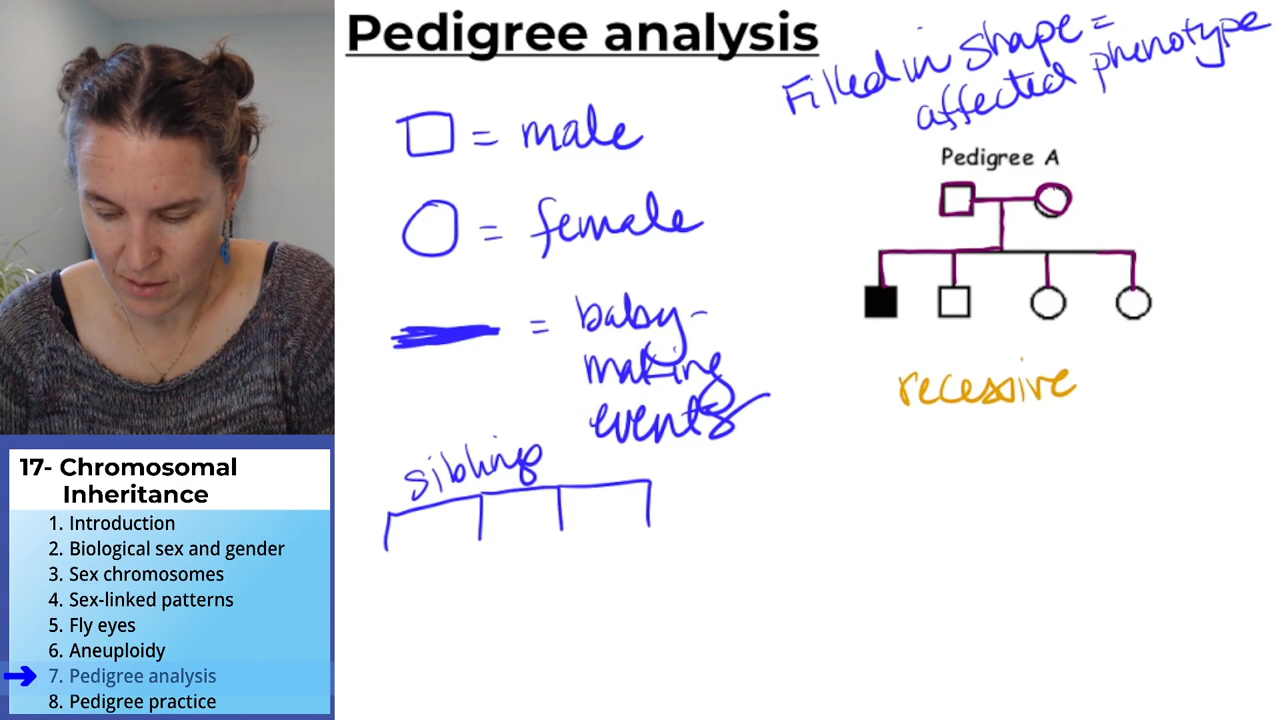 Pedigree analysis
Filled in shape =
affected phenotype
□ = male
○ = female
= baby-
making
events
siblings
Pedigree A
recessive
17- Chromosomal
Inheritance
1. Introduction
2. Biological sex and gender
3. Sex chromosomes
4. Sex-linked patterns
5. Fly eyes
6. Aneuploidy
7. Pedigree analysis
8. Pedigree practice